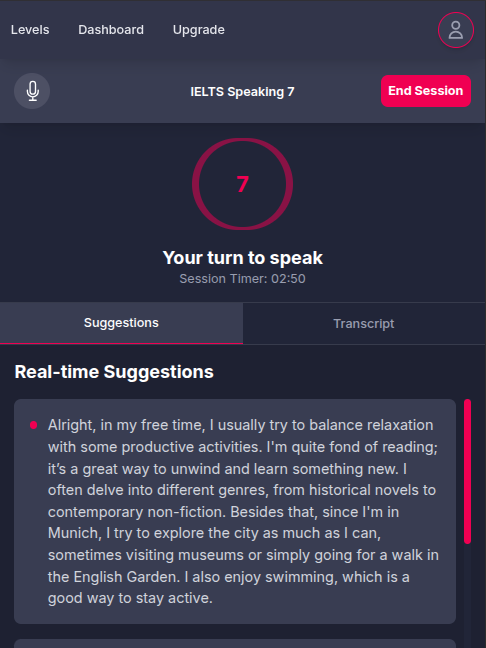 Levels Dashboard Upgrade
IELTS Speaking 7
End Session
7
Your turn to speak
Session Timer: 02:50
Suggestions
Transcript
Real-time Suggestions
Alright, in my free time, I usually try to balance relaxation
with some productive activities. I'm quite fond of reading;
it's a great way to unwind and learn something new. I
often delve into different genres, from historical novels to
contemporary non-fiction. Besides that, since I'm in
Munich, I try to explore the city as much as I can,
sometimes visiting museums or simply going for a walk in
the English Garden. I also enjoy swimming, which is a
good way to stay active.